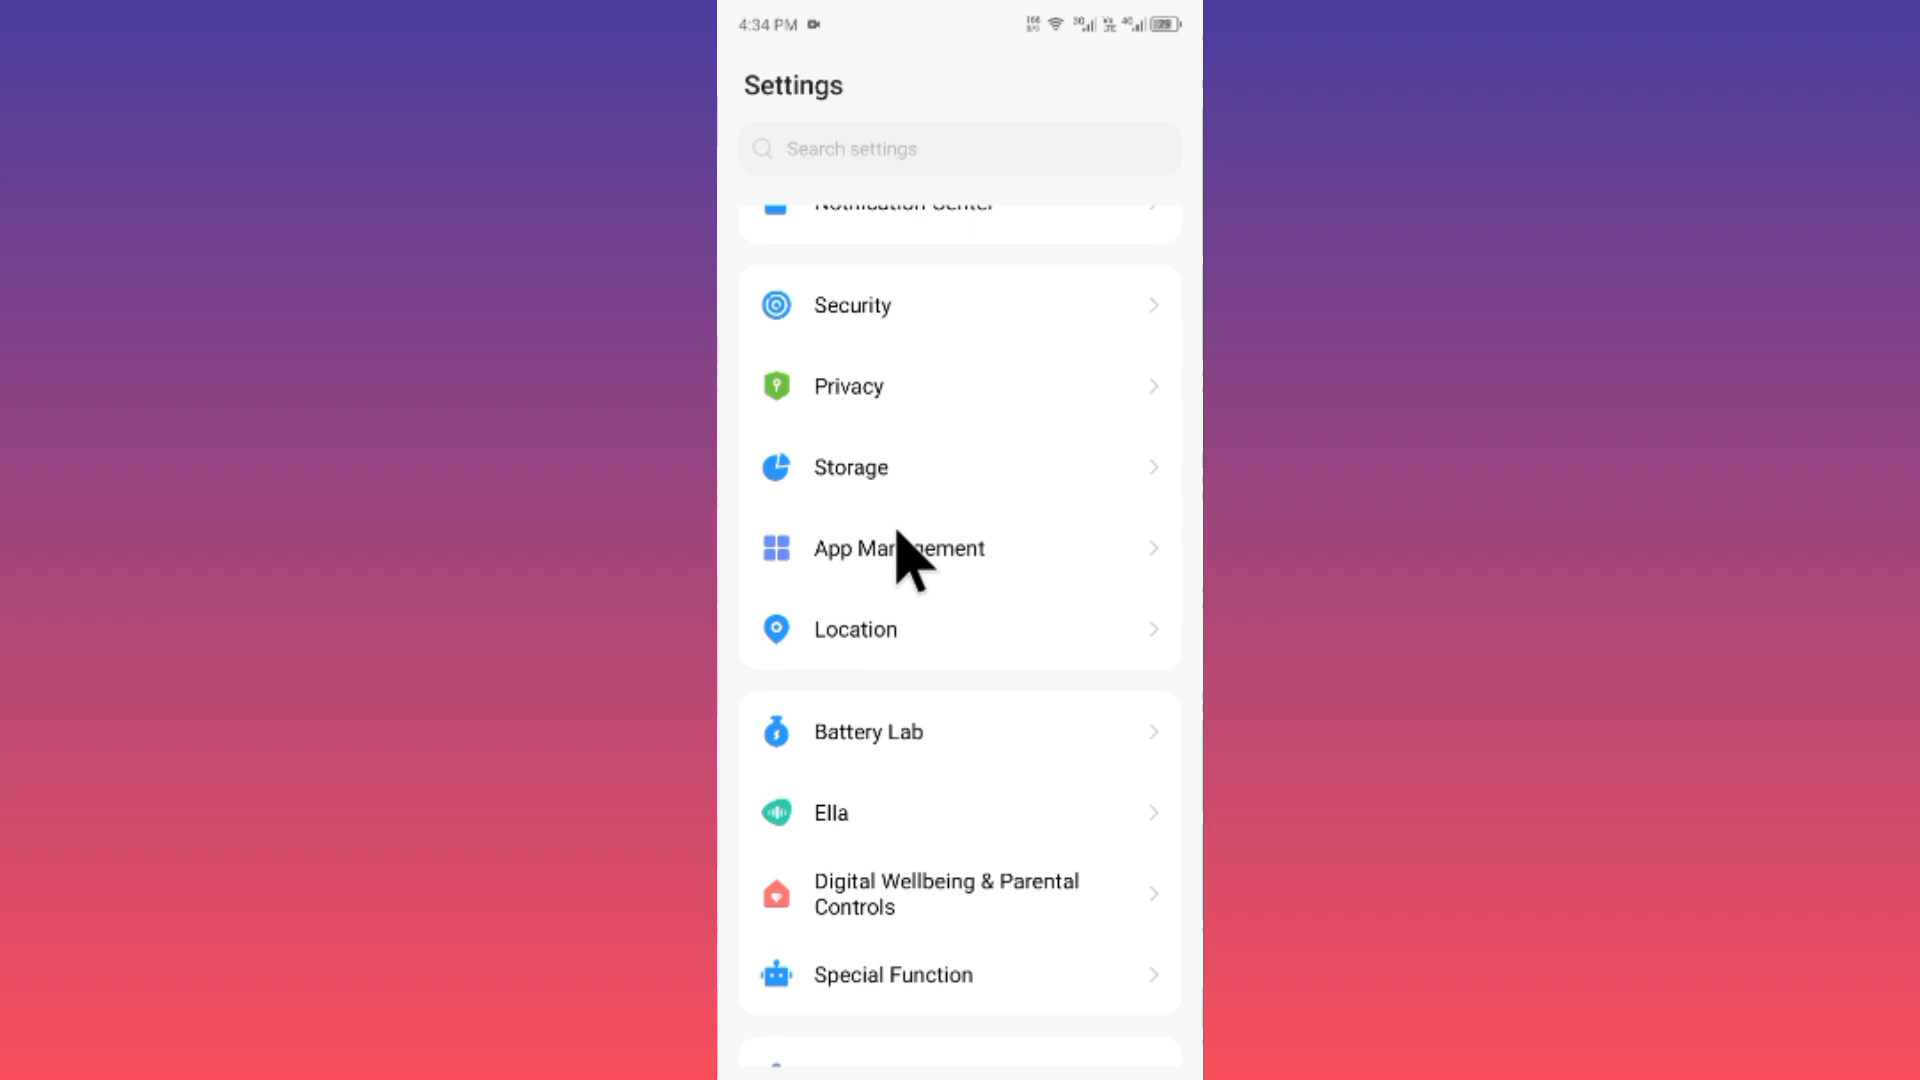 4:34 PM
Settings
Search settings
Notification Center
Security
Privacy
Storage
App Management
Location
Battery Lab
Ella
Digital Wellbeing & Parental
Controls
Special Function